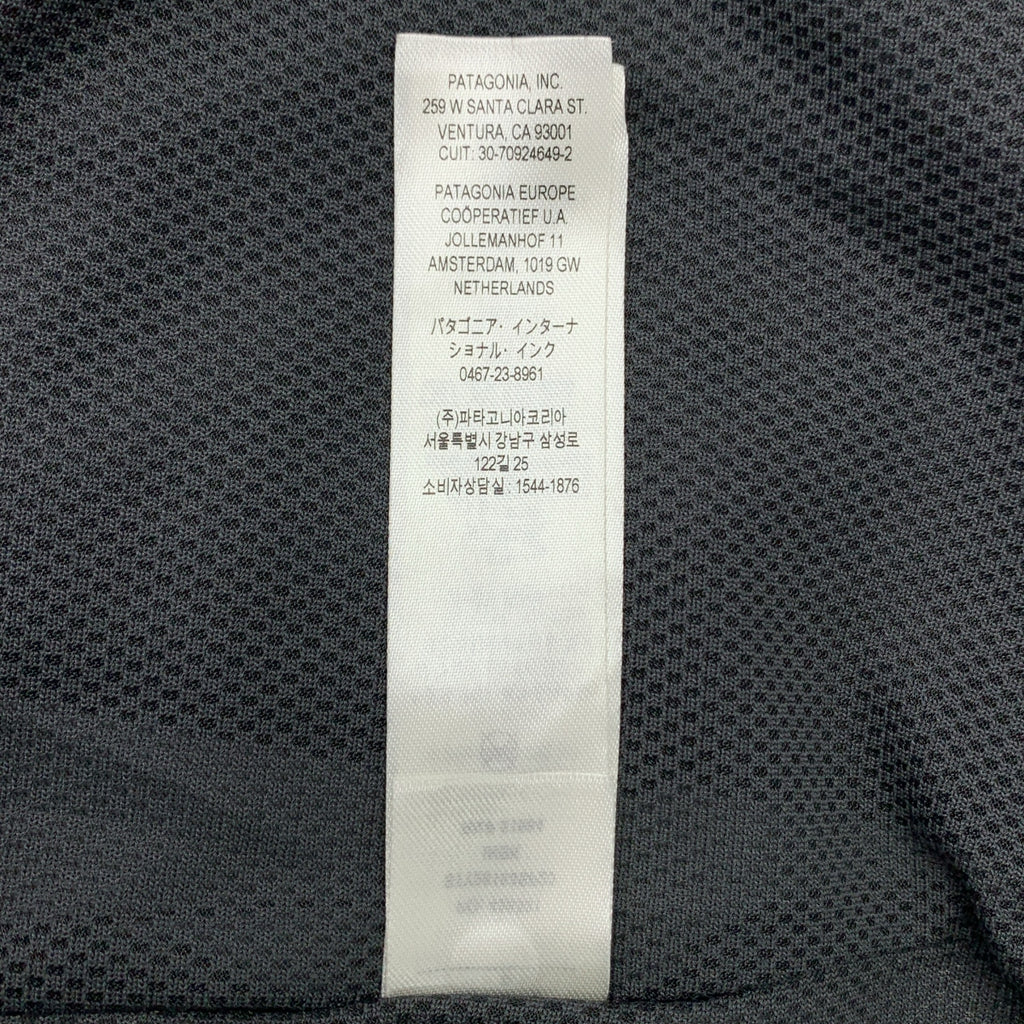 PATAGONIA, INC.
259 W SANTA CLARA ST.
VENTURA, CA 93001
CUIT: 30-70924649-2
PATAGONIA EUROPE
COÖPERATIEF U.A
JOLLEMANHOF 11
AMSTERDAM, 1019 GW
NETHERLANDS
パタゴニア・インターナ
ショナル・インク
0467-23-8961
(주)파타고니아코리아
서울특별시 강남구 삼성로
122길 25
소비자상담실 : 1544-1876